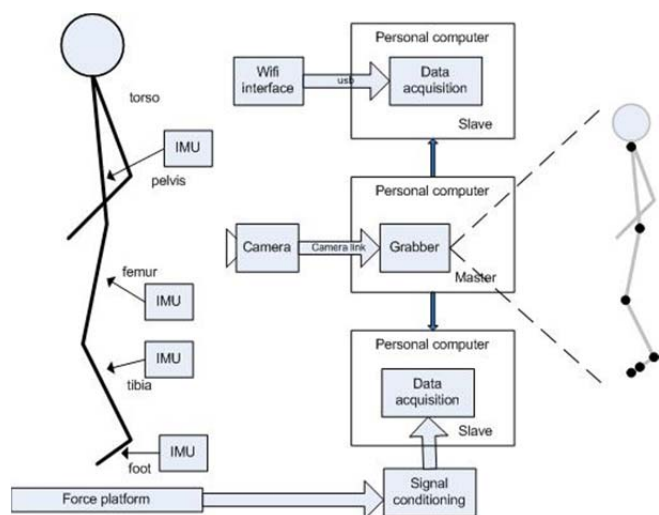 torso
IMU
pelvis
femur
IMU
IMU
tibia
IMU
foot
Force platform
Personal computer
Wifi
interface
usb
Data
acquisition
Slave
Personal computer
Camera
Camera link
Grabber
Master
Personal computer
Data
acquisition
Slave
Signal
conditioning